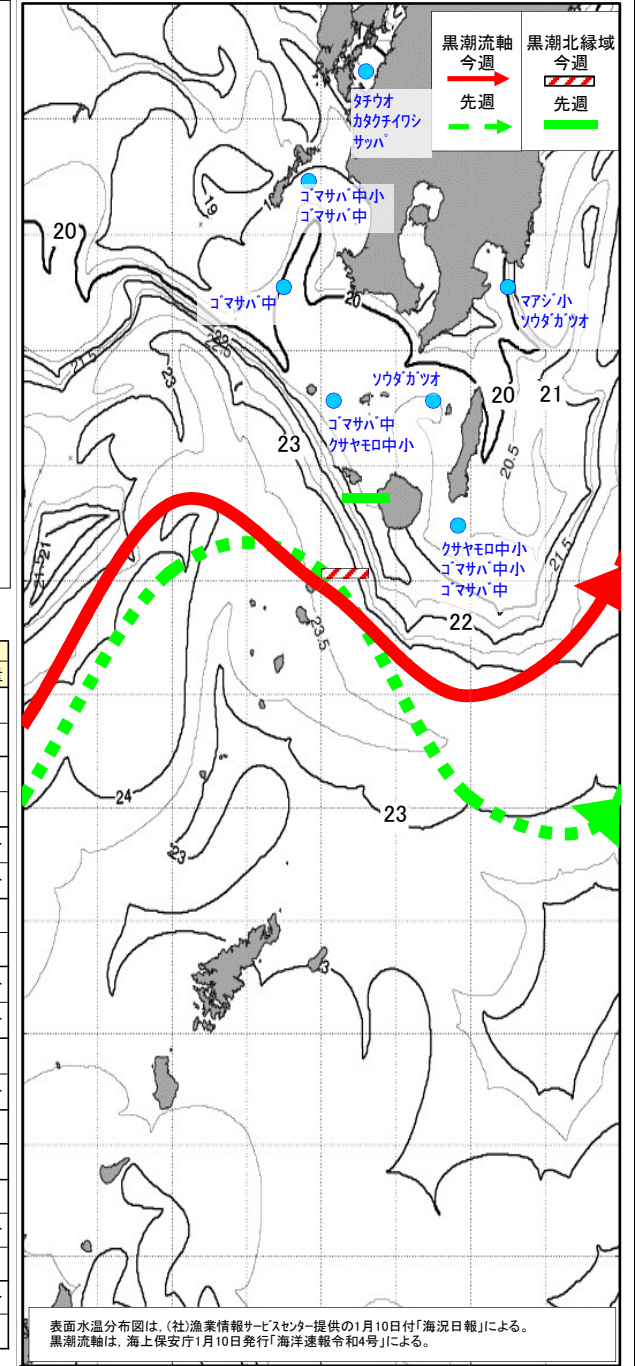 黒潮流軸
今週
先週
黒潮北縁域
今週
先週
ﾀﾁｳｵ
ｶﾀｸﾁｲﾜｼ
ｻｯﾊﾟ
ｺﾞﾏｻﾊﾞ中小
ｺﾞﾏｻﾊﾞ中
19
20
ｺﾞﾏｻﾊﾞ中
20
ﾏｱｼﾞ小
ｿｳﾀﾞｶﾞﾂｵ
23
ｿｳﾀﾞｶﾞﾂｵ
20
21
ｺﾞﾏｻﾊﾞ中
ｸｻﾔﾓﾛ中小
23
20.5
ｸｻﾔﾓﾛ中小
ｺﾞﾏｻﾊﾞ中小
ｺﾞﾏｻﾊﾞ中
21.5
22
23.5
24
23
23
表面水温分布図は、(社)漁業情報ｻｰﾋﾞｽｾﾝﾀｰ提供の1月10日付「海況日報」による。
黒潮流軸は、海上保安庁1月10日発行「海洋速報令和4号」による。